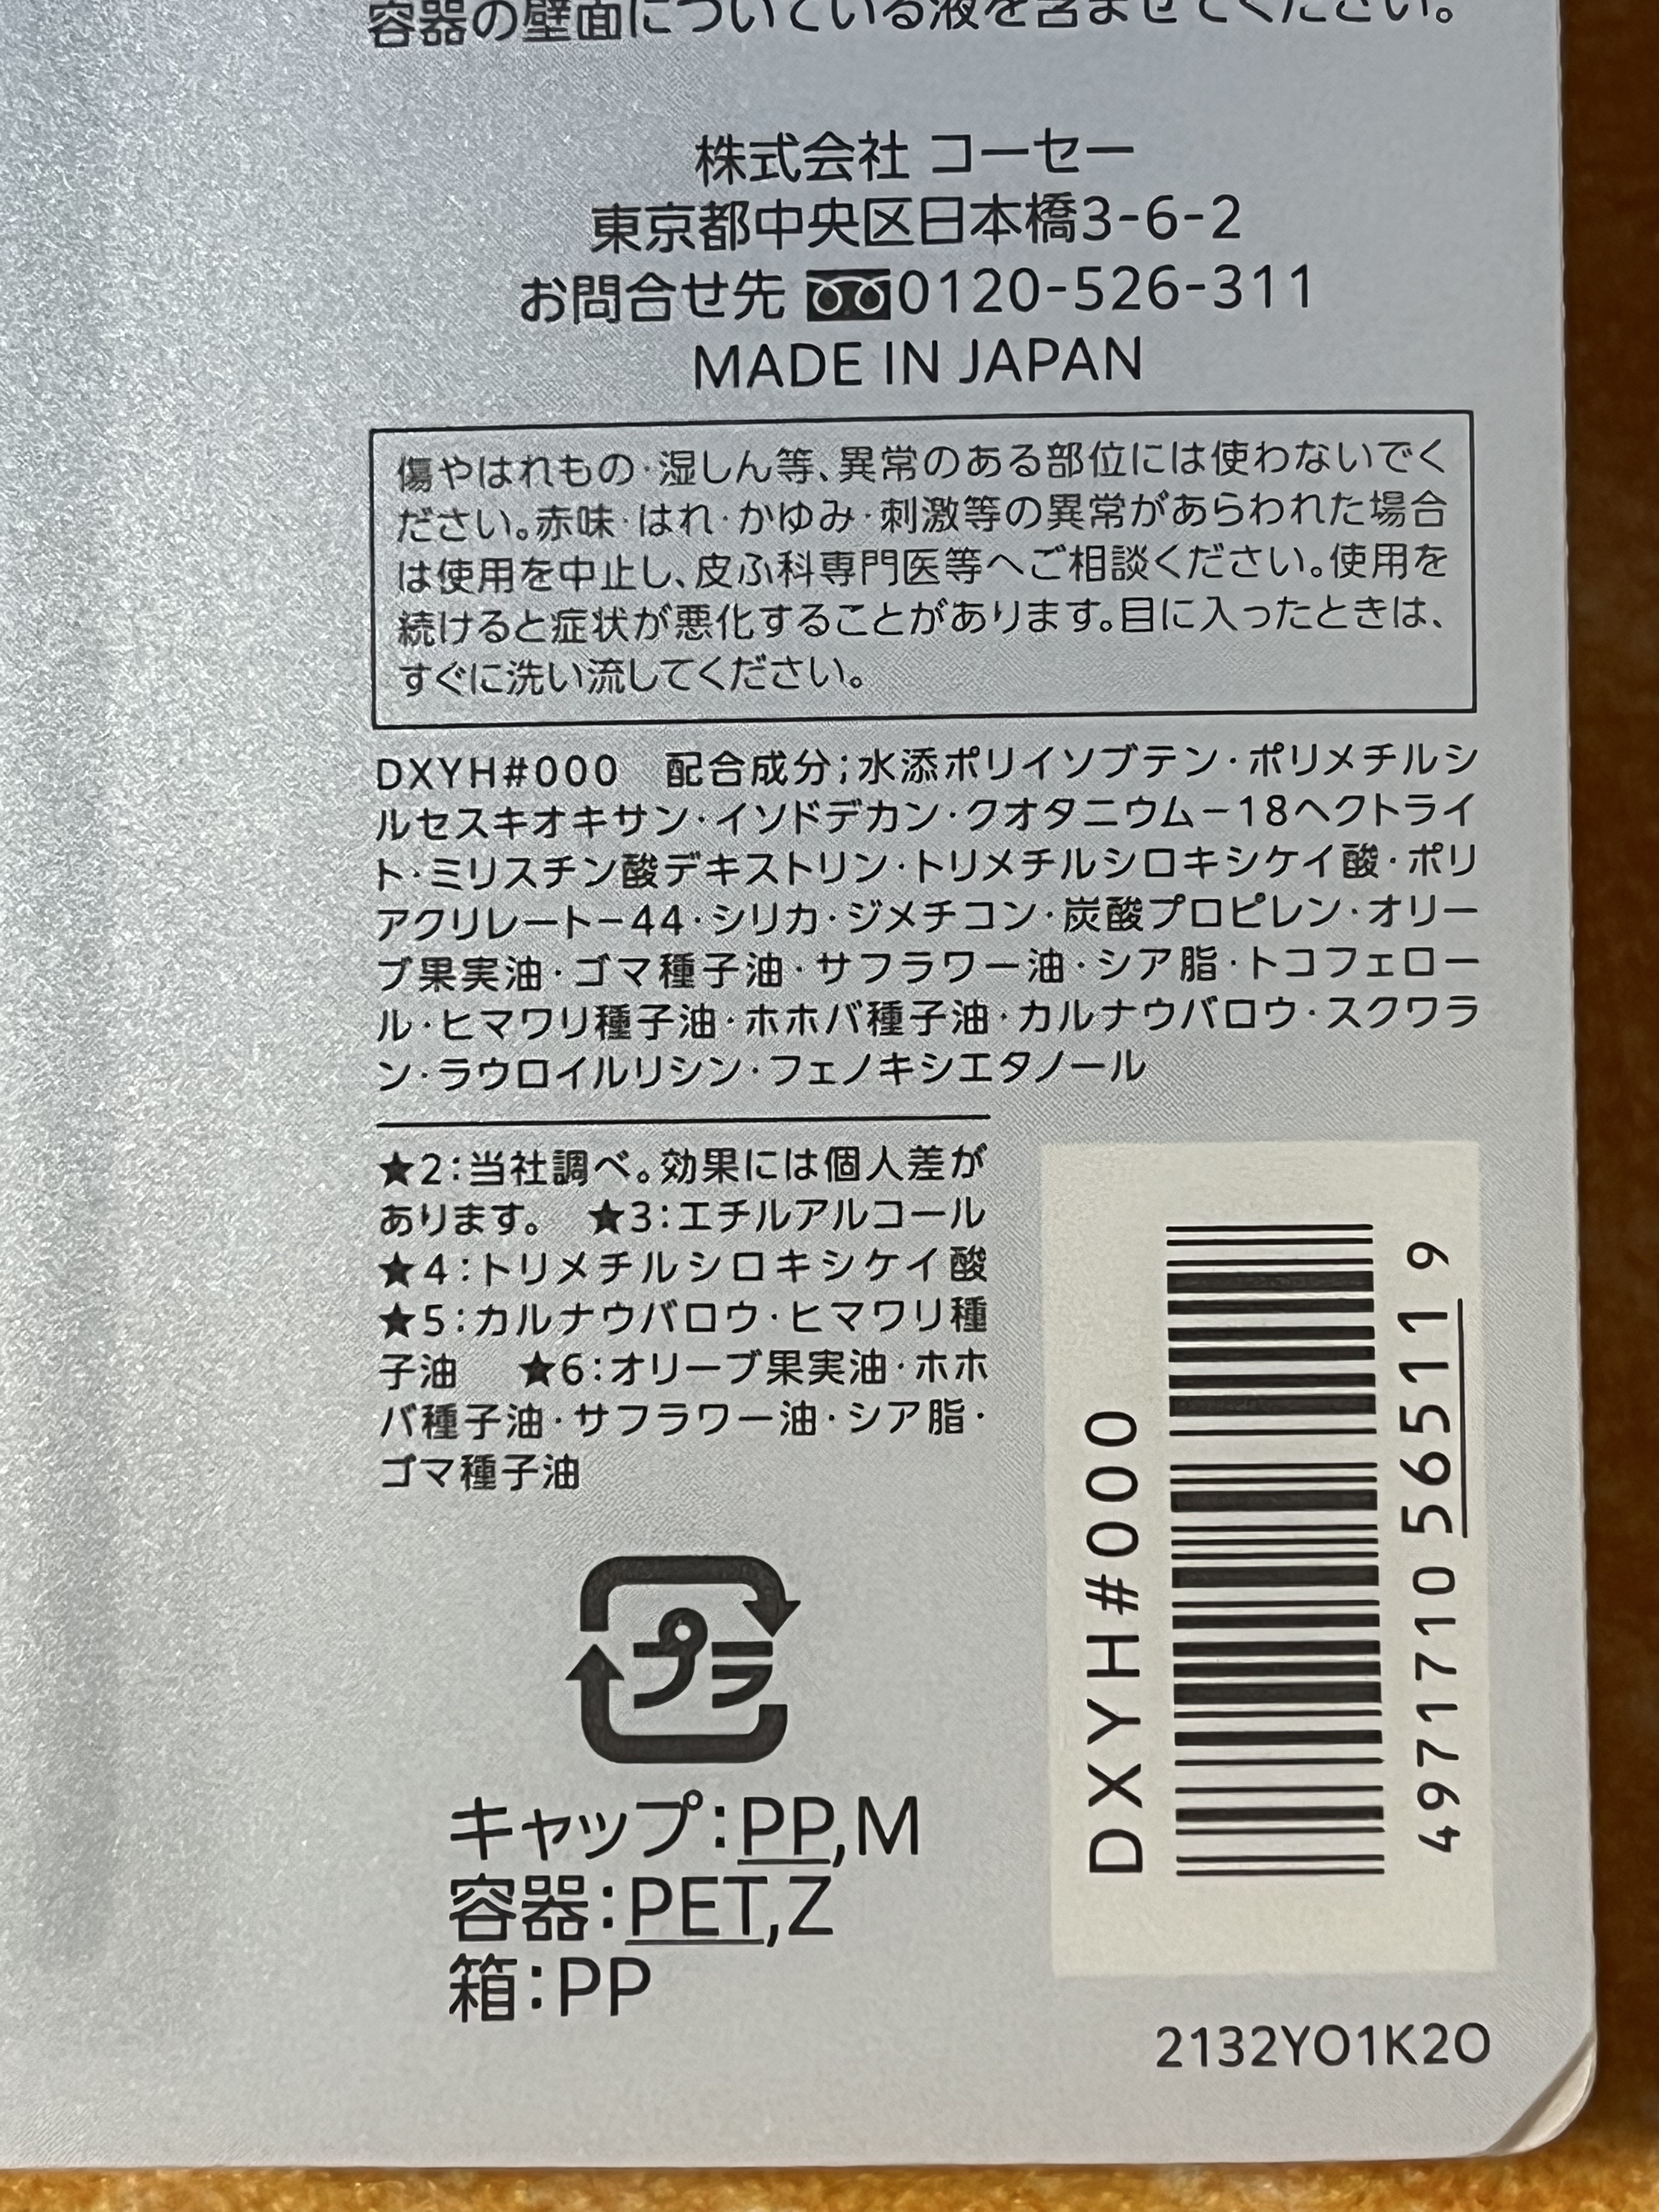 容器の壁面についている液を含ませてください。
株式会社 コーセー
東京都中央区日本橋3-6-2
お問合せ先 0120-526-311
MADE IN JAPAN
傷やはれもの・湿しん等、異常のある部位には使わないでく
ださい。赤味・はれ・かゆみ・刺激等の異常があらわれた場合
は使用を中止し、皮ふ科専門医等へご相談ください。使用を
続けると症状が悪化することがあります。目に入ったときは、
すぐに洗い流してください。
DXYH#000 配合成分;水添ポリイソブテン・ポリメチルシ
ルセスキオキサン・イソドデカン・クオタニウム−18ヘクトライ
ト・ミリスチン酸デキストリン・トリメチルシロキシケイ酸・ポリ
アクリレート−44・シリカ・ジメチコン・炭酸プロピレン・オリー
ブ果実油・ゴマ種子油・サフラワー油・シア脂・トコフェロー
ル・ヒマワリ種子油・ホホバ種子油・カルナウバロウ・スクワラ
ン・ラウロイルリシン・フェノキシエタノール
★2:当社調べ。効果には個人差が
あります。 ★3:エチルアルコール
★4:トリメチルシロキシケイ酸
★5:カルナウバロウ・ヒマワリ種
子油 ★6:オリーブ果実油・ホホ
バ種子油・サフラワー油・シア脂・
ゴマ種子油
プラ
キャップ:PP,M
容器:PET,Z
箱:PP
DXYH#000
4971710 56511 9
2132YO1K2O